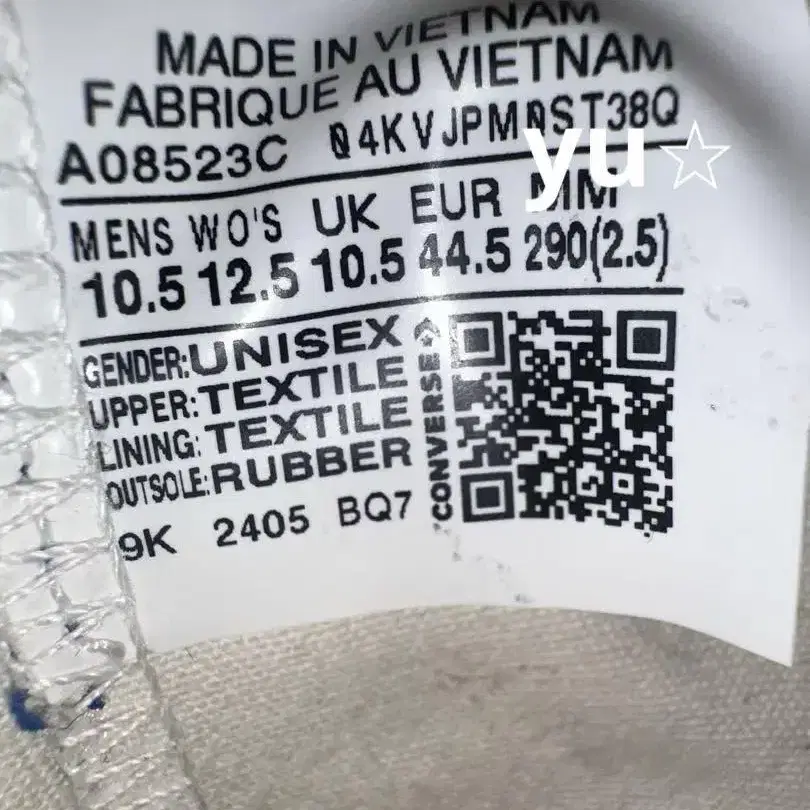 MADE IN VIETNAM
FABRIQUE AU VIETNAM
A08523C 04KVJPM0ST38Q
yu☆
MENS WO'S UK EUR MM
10.5 12.5 10.5 44.5 290(2.5)
GENDER:UNISEX
UPPER:TEXTILE
LINING:TEXTILE
OUTSOLE:RUBBER
CONVERSE
9K 2405 BQ7